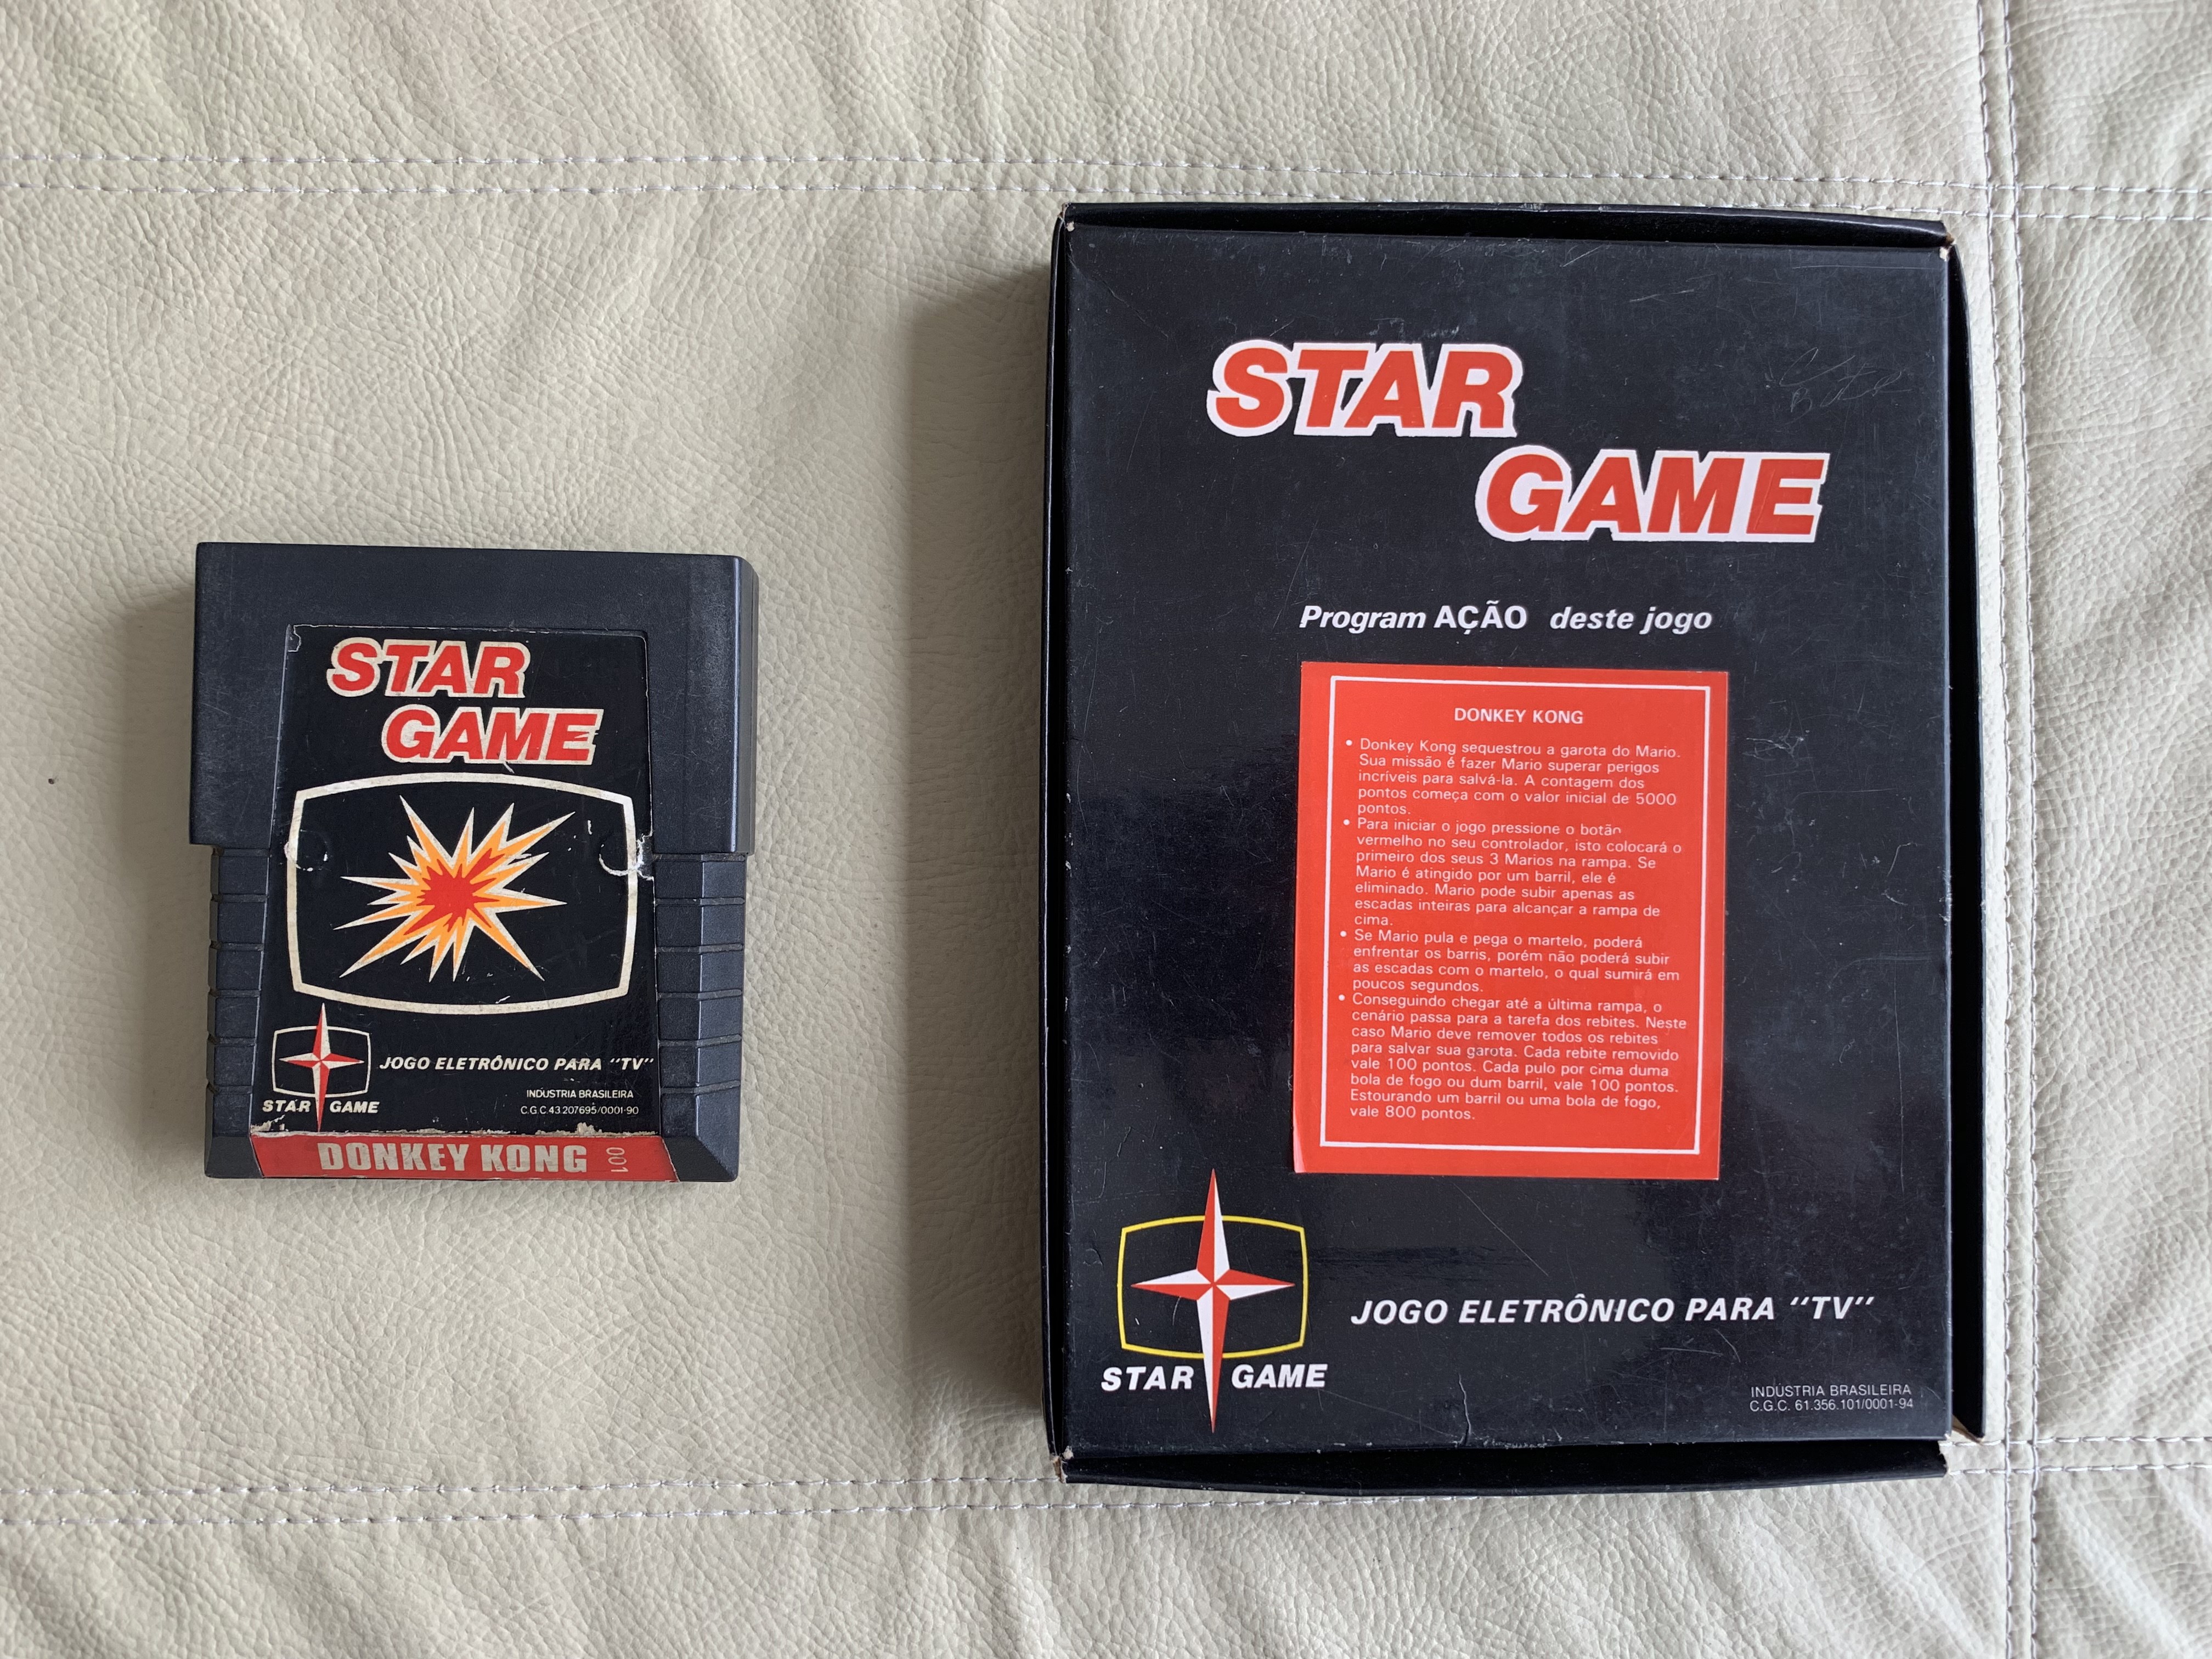 STAR
GAME
JOGO ELETRÔNICO PARA "TV"
INDÚSTRIA BRASILEIRA
C.G.C 43.207695/0001-90
STAR GAME
DONKEY KONG 001
STAR
GAME
Program AÇÃO deste jogo
DONKEY KONG
• Donkey Kong sequestrou a garota do Mario.
Sua missão é fazer Mario superar perigos
incríveis para salvá-la. A contagem dos
pontos começa com o valor inicial de 5000
pontos.
• Para iniciar o jogo pressione o botão
vermelho no seu controlador, isto colocará o
primeiro dos seus 3 Marios na rampa. Se
Mario é atingido por um barril, ele é
eliminado. Mario pode subir apenas as
escadas inteiras para alcançar a rampa de
cima.
• Se Mario pula e pega o martelo, poderá
enfrentar os barris, porém não poderá subir
as escadas com o martelo, o qual sumirá em
poucos segundos.
• Conseguindo chegar até a última rampa, o
cenário passa para a tarefa dos rebites. Neste
caso Mario deve remover todos os rebites
para salvar sua garota. Cada rebite removido
vale 100 pontos. Cada pulo por cima duma
bola de fogo ou dum barril, vale 100 pontos.
Estourando um barril ou uma bola de fogo,
vale 800 pontos.
JOGO ELETRÔNICO PARA "TV"
STAR GAME
INDÚSTRIA BRASILEIRA
C.G.C. 61.356.101/0001-94